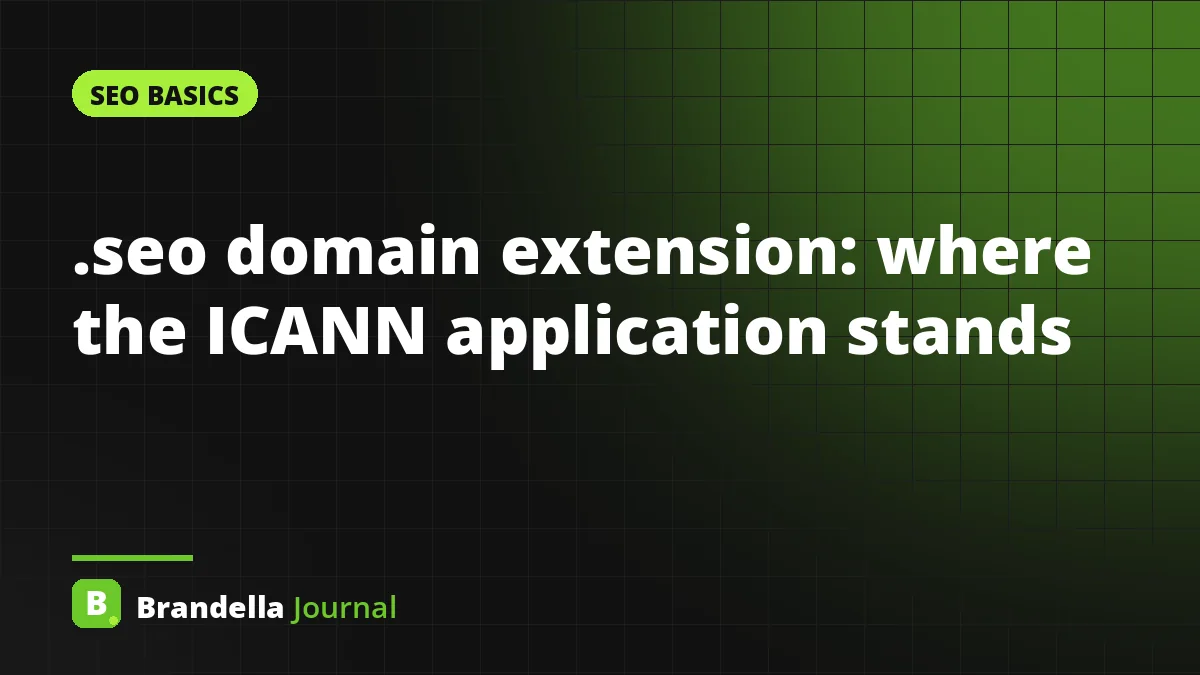 SEO BASICS
.seo domain extension: where
the ICANN application stands
B
Brandella Journal